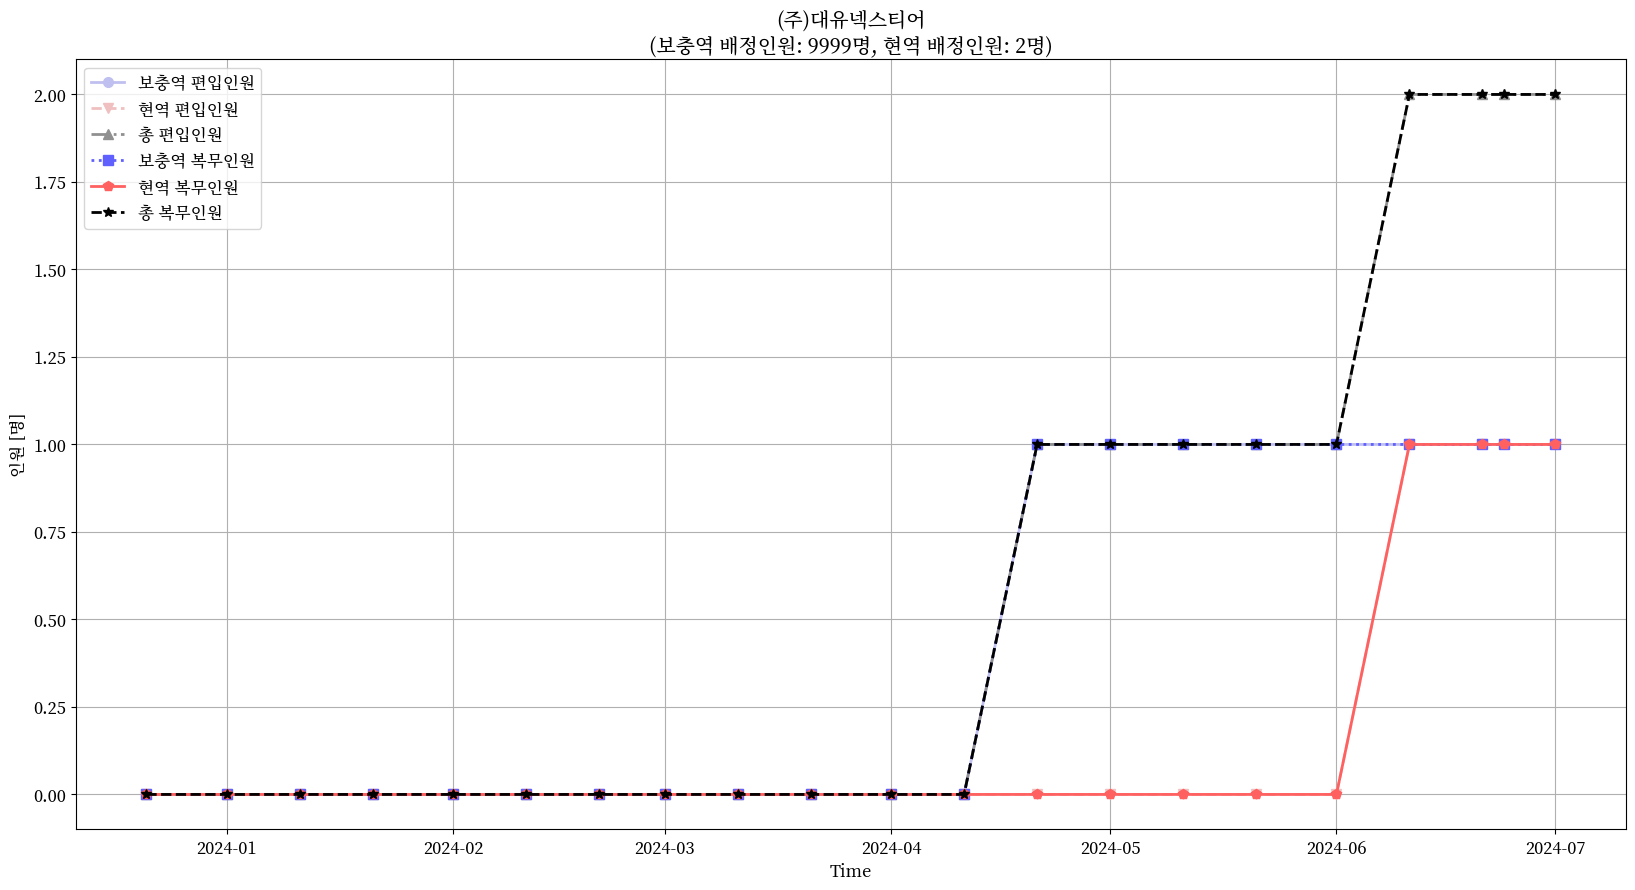 (주)대유넥스티어
(보충역 배정인원: 9999명, 현역 배정인원: 2명)
보충역 편입인원
현역 편입인원
총 편입인원
보충역 복무인원
현역 복무인원
총 복무인원
2.00
1.75
1.50
1.25
1.00
0.75
0.50
0.25
0.00
인원 [명]
2024-01 2024-02 2024-03 2024-04 2024-05 2024-06 2024-07
Time